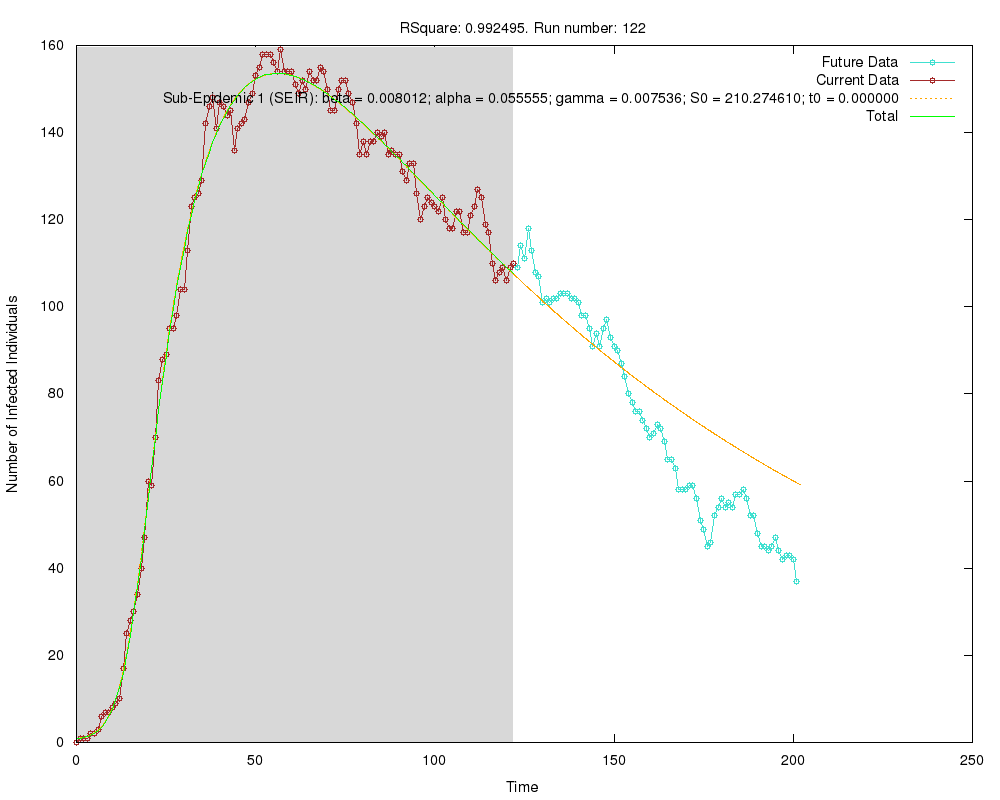 RSquare: 0.992495. Run number: 122
Future Data
Current Data
Sub-Epidemic 1 (SEIR): beta = 0.008012; alpha = 0.055555; gamma = 0.007536; S0 = 210.274610; t0 = 0.000000
Total
160
140
120
100
80
60
40
20
0
Number of Infected Individuals
0 50 100 150 200 250
Time